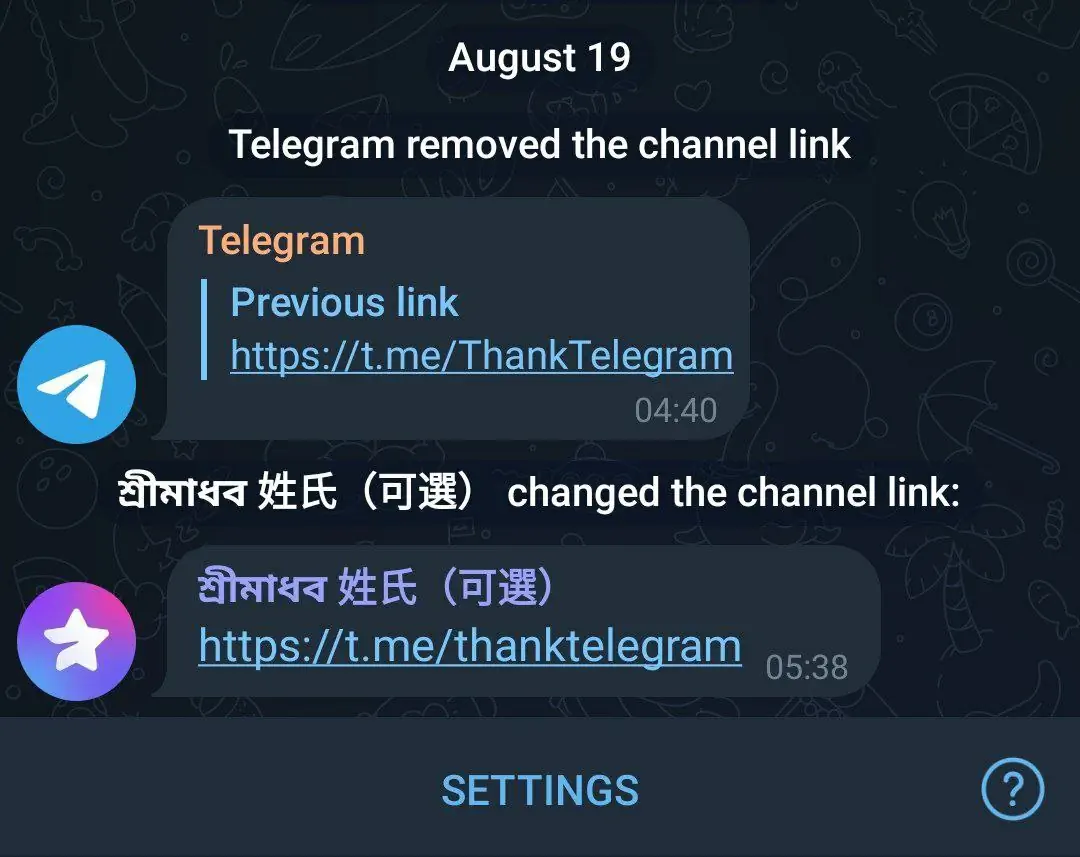 August 19
Telegram removed the channel link
Telegram
Previous link
https://t.me/ThankTelegram
04:40
শ্রীমাধব 姓氏（可選） changed the channel link:
শ্রীমাধব 姓氏（可選）
https://t.me/thanktelegram 05:38
SETTINGS
?